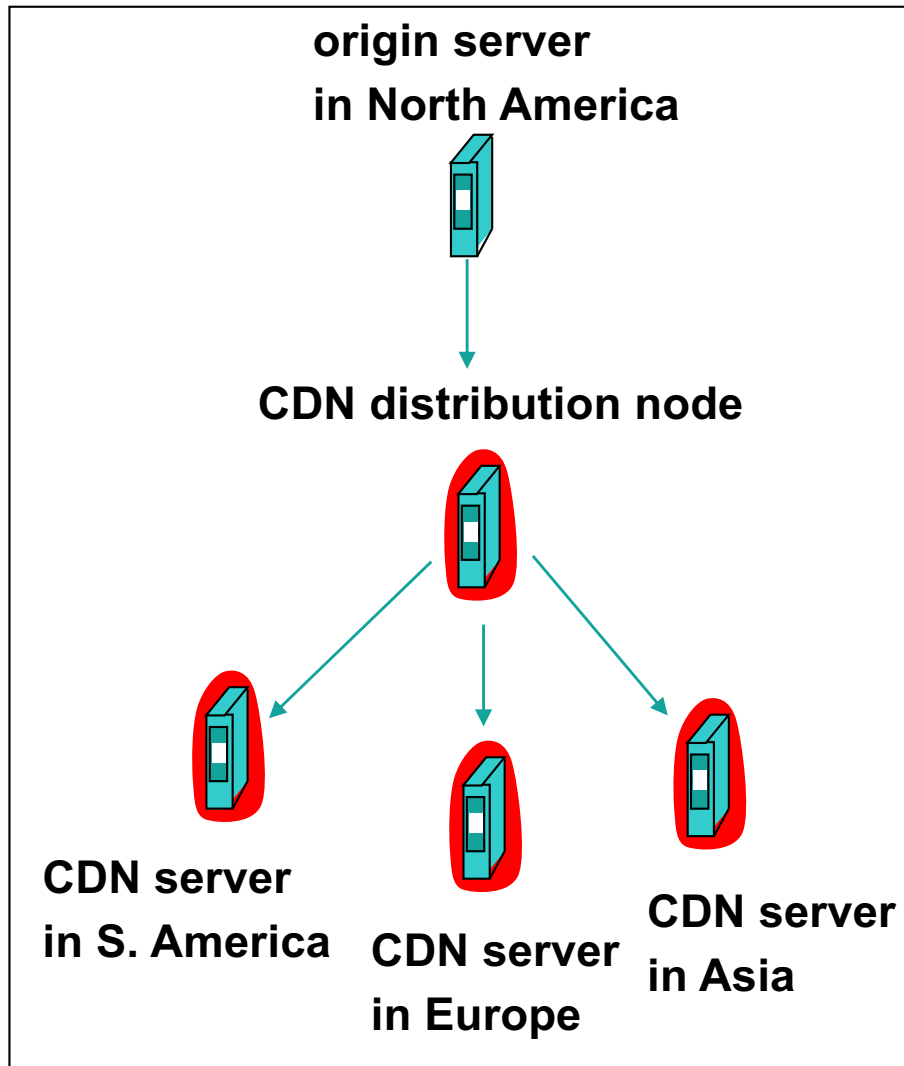 origin server
in North America
CDN distribution node
CDN server
in S. America
CDN server
in Europe
CDN server
in Asia